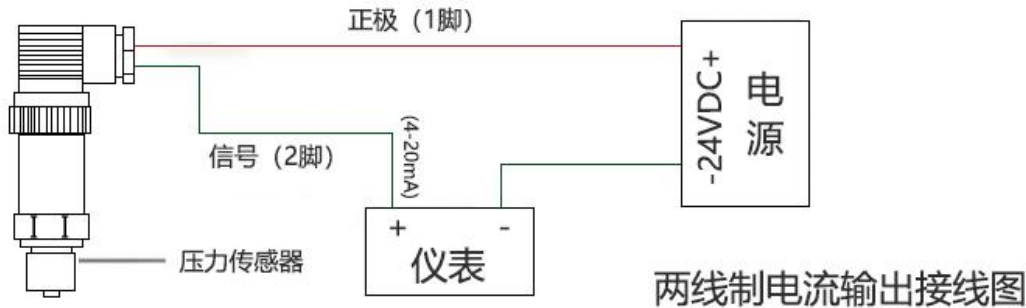 正极（1脚）
-24VDC+
电源
信号（2脚）
(4-20mA)
+ -
仪表
压力传感器
两线制电流输出接线图